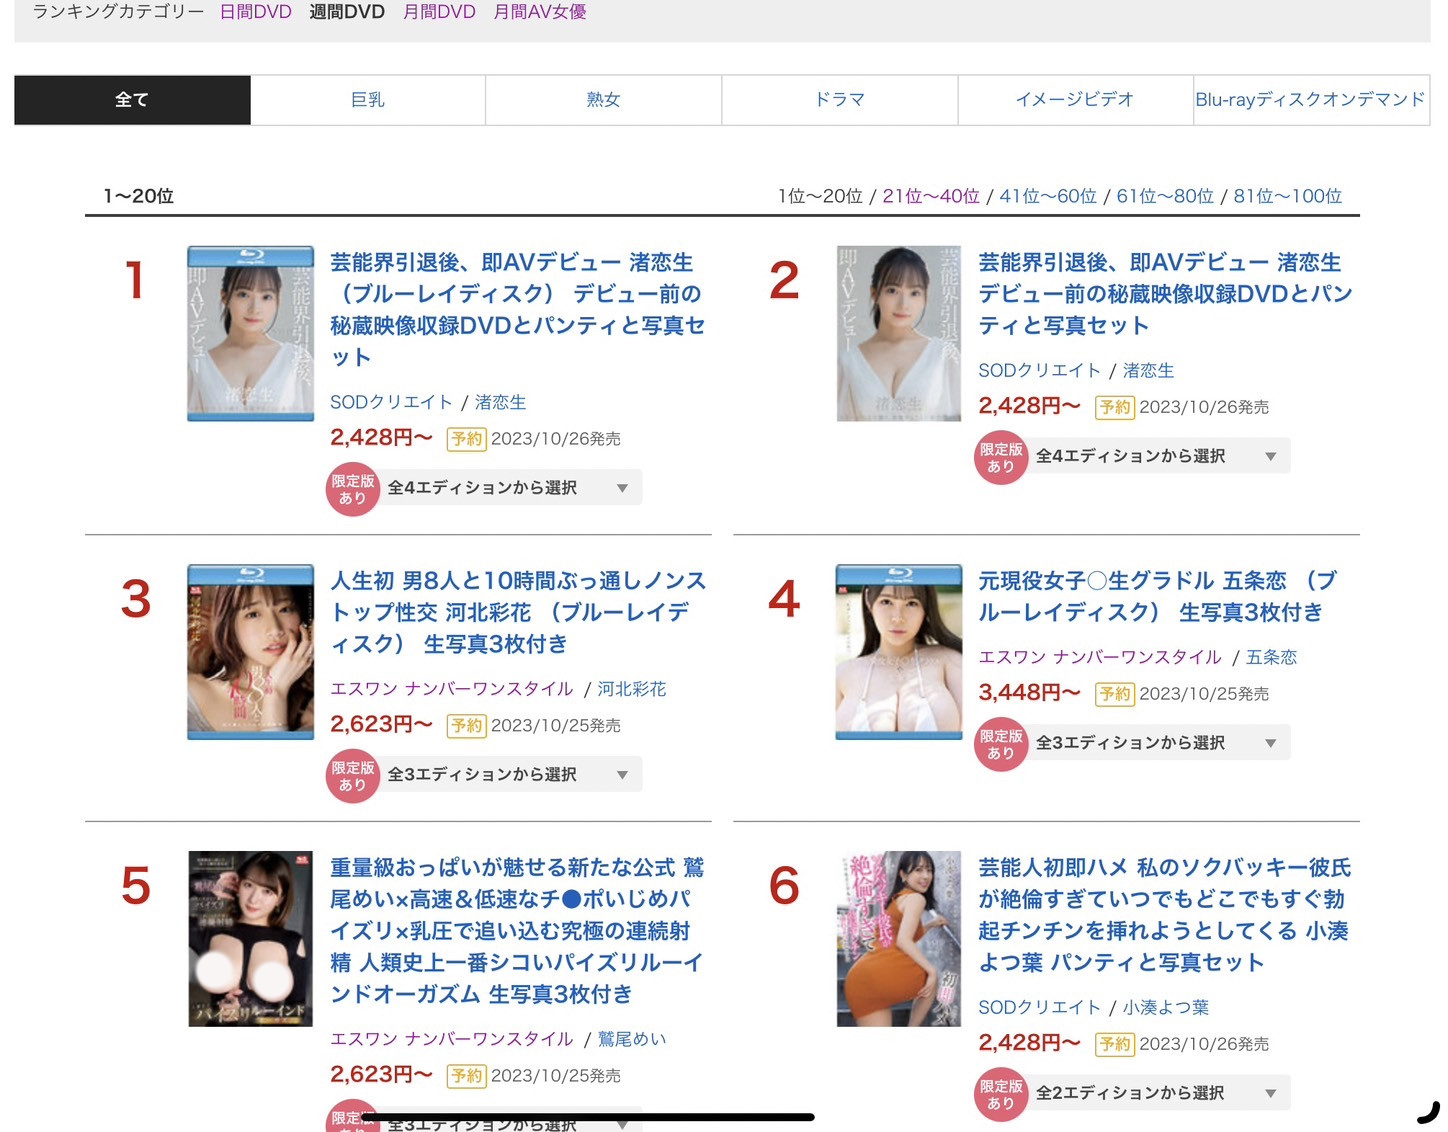 ランキングカテゴリー 日間DVD 週間DVD 月間DVD 月間AV女優
全て 巨乳 熟女 ドラマ イメージビデオ Blu-rayディスクオンデマンド
1〜20位
1位〜20位 / 21位〜40位 / 41位〜60位 / 61位〜80位 / 81位〜100位
1
芸能界引退後、
即AVデビュー
渚恋生
芸能界引退後、即AVデビュー 渚恋生
（ブルーレイディスク） デビュー前の
秘蔵映像収録DVDとパンティと写真セ
ット
SODクリエイト / 渚恋生
2,428円〜 予約 2023/10/26発売
限定版
あり
全4エディションから選択 ▼
2
芸能界引退後、
即AVデビュー
渚恋生
芸能界引退後、即AVデビュー 渚恋生
デビュー前の秘蔵映像収録DVDとパン
ティと写真セット
SODクリエイト / 渚恋生
2,428円〜 予約 2023/10/26発売
限定版
あり
全4エディションから選択 ▼
3
人生初 男8人と10時間ぶっ通しノンス
トップ性交 河北彩花 （ブルーレイデ
ィスク） 生写真3枚付き
エスワン ナンバーワンスタイル / 河北彩花
2,623円〜 予約 2023/10/25発売
限定版
あり
全3エディションから選択 ▼
4
元現役女子〇生グラドル 五条恋 （ブ
ルーレイディスク） 生写真3枚付き
エスワン ナンバーワンスタイル / 五条恋
3,448円〜 予約 2023/10/25発売
限定版
あり
全3エディションから選択 ▼
5
重量級おっぱいが魅せる新たな公式 鷲
尾めい×高速＆低速なチ●ポいじめパ
イズリ×乳圧で追い込む究極の連続射
精 人類史上一番シコいパイズリルーイ
ンドオーガズム 生写真3枚付き
エスワン ナンバーワンスタイル / 鷲尾めい
2,623円〜 予約 2023/10/25発売
限定版
あり
全3エディションから選択 ▼
6
芸能人初即ハメ 私のソクバッキー彼氏
が絶倫すぎていつでもどこでもすぐ勃
起チンチンを挿れようとしてくる 小湊
よつ葉 パンティと写真セット
SODクリエイト / 小湊よつ葉
2,428円〜 予約 2023/10/26発売
限定版
あり
全2エディションから選択 ▼